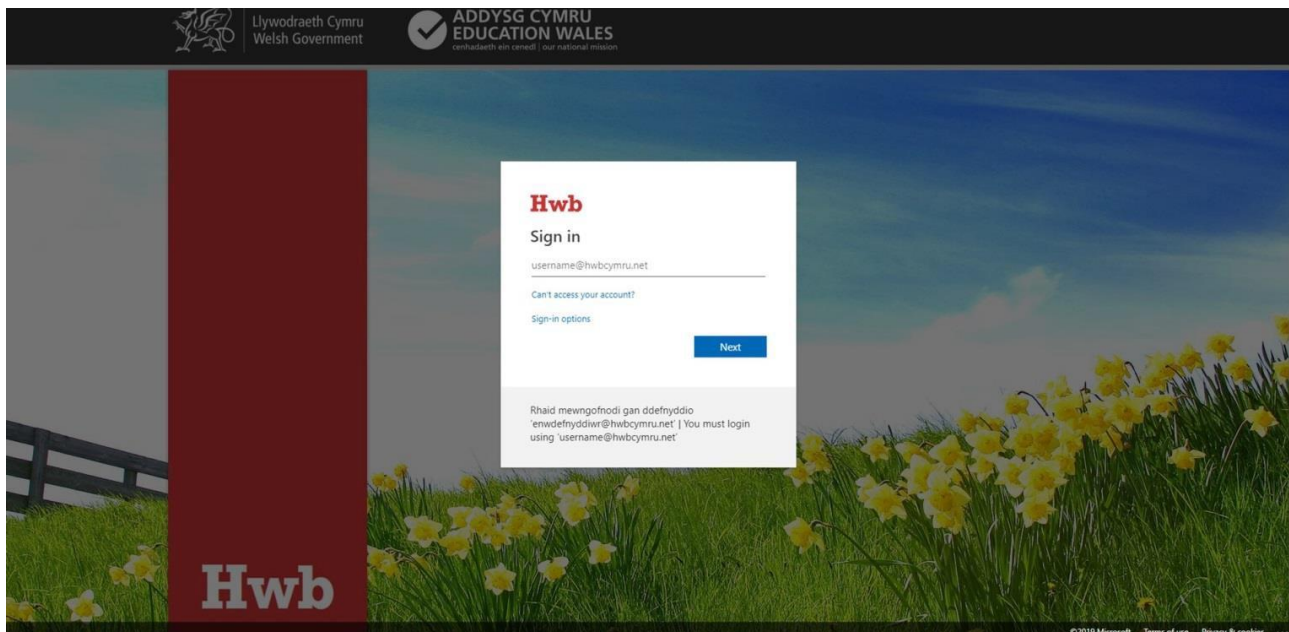 Llywodraeth Cymru
Welsh Government
ADDYSG CYMRU
EDUCATION WALES
cenhadaeth ein cenedl | our national mission
Hwb
Sign in
username@hwbcymru.net
Can't access your account?
Sign-in options
Next
Rhaid mewngofnodi gan ddefnyddio
'enwdefnyddiwr@hwbcymru.net' | You must login
using 'username@hwbcymru.net'
Hwb
©2019 Microsoft Terms of use Privacy & cookies